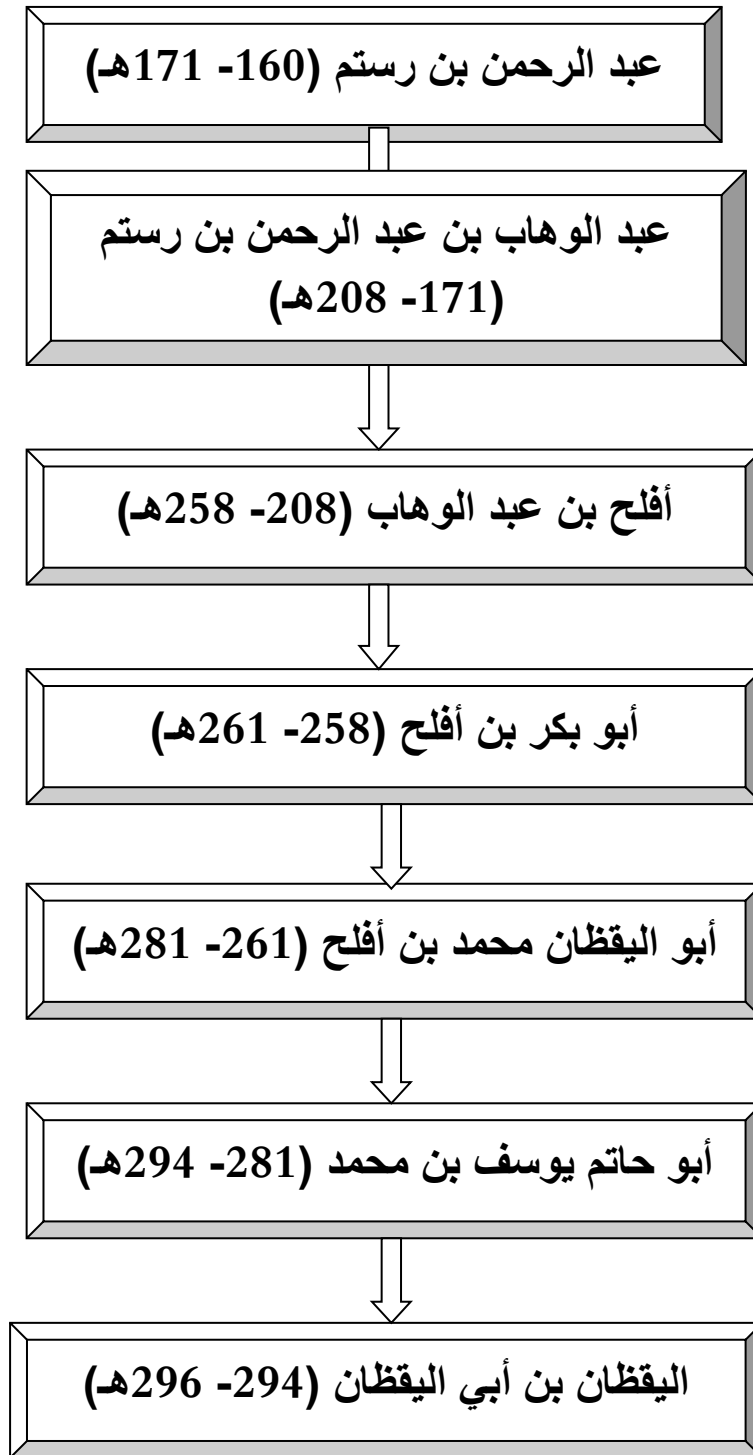 عبد الرحمن بن رستم (160- 171هـ)
عبد الوهاب بن عبد الرحمن بن رستم
(171- 208هـ)
أفلح بن عبد الوهاب (208- 258هـ)
أبو بكر بن أفلح (258- 261هـ)
أبو اليقظان محمد بن أفلح (261- 281هـ)
أبو حاتم يوسف بن محمد (281- 294هـ)
اليقظان بن أبي اليقظان (294- 296هـ)